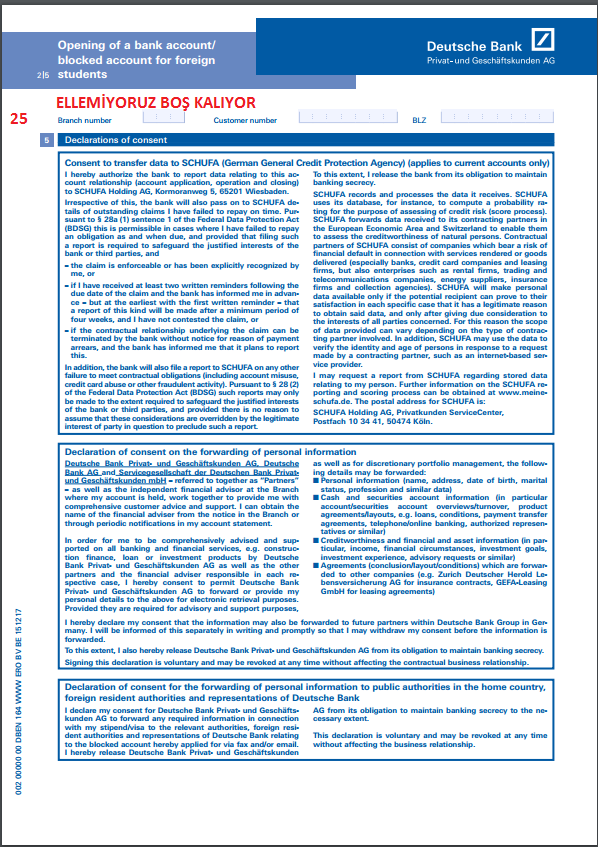 Opening of a bank account/
blocked account for foreign
2|5 students
Deutsche Bank
Privat- und Geschäftskunden AG
ELLEMİYORUZ BOŞ KALIYOR
25
Branch number Customer number BLZ
5 Declarations of consent
Consent to transfer data to SCHUFA (German General Credit Protection Agency) (applies to current accounts only)
I hereby authorize the bank to report data relating to this ac-
count relationship (account application, operation and closing)
to SCHUFA Holding AG, Kormoranweg 5, 65201 Wiesbaden.
Irrespective of this, the bank will also pass on to SCHUFA de-
tails of outstanding claims I have failed to repay on time. Pur-
suant to § 28a (1) sentence 1 of the Federal Data Protection Act
(BDSG) this is permissible in cases where I have failed to repay
an obligation as and when due, and provided that filing such
a report is required to safeguard the justified interests of the
bank or third parties, and
– the claim is enforceable or has been explicitly recognized by
me, or
– if I have received at least two written reminders following the
due date of the claim and the bank has informed me in advan-
ce – but at the earliest with the first written reminder – that
a report of this kind will be made after a minimum period of
four weeks, and I have not contested the claim, or
– if the contractual relationship underlying the claim can be
terminated by the bank without notice for reason of payment
arrears, and the bank has informed me that it plans to report
this.
In addition, the bank will also file a report to SCHUFA on any other
failure to meet contractual obligations (including account misuse,
credit card abuse or other fraudulent activity). Pursuant to § 28 (2)
of the Federal Data Protection Act (BDSG) such reports may only
be made to the extent required to safeguard the justified interests
of the bank or third parties, and provided there is no reason to
assume that these considerations are overridden by the legitimate
interest of party in question to preclude such a report.
To this extent, I release the bank from its obligation to maintain
banking secrecy.
SCHUFA records and processes the data it receives. SCHUFA
uses its database, for instance, to compute a probability ra-
ting for the purpose of assessing of credit risk (score process).
SCHUFA forwards data received to its contracting partners in
the European Economic Area and Switzerland to enable them
to assess the creditworthiness of natural persons. Contractual
partners of SCHUFA consist of companies which bear a risk of
financial default in connection with services rendered or goods
delivered (especially banks, credit card companies and leasing
firms, but also enterprises such as rental firms, trading and
telecommunications companies, energy suppliers, insurance
firms and collection agencies). SCHUFA will make personal
data available only if the potential recipient can prove to their
satisfaction in each specific case that it has a legitimate reason
to obtain said data, and only after giving due consideration to
the interests of all parties concerned. For this reason the scope
of data provided can vary depending on the type of contrac-
ting partner involved. In addition, SCHUFA may use the data to
verify the identity and age of persons in response to a request
made by a contracting partner, such as an internet-based ser-
vice provider.
I may request a report from SCHUFA regarding stored data
relating to my person. Further information on the SCHUFA re-
porting and scoring process can be obtained at www.meine-
schufa.de. The postal address for SCHUFA is:
SCHUFA Holding AG, Privatkunden ServiceCenter,
Postfach 10 34 41, 50474 Köln.
Declaration of consent on the forwarding of personal information
Deutsche Bank Privat- und Geschäftskunden AG, Deutsche
Bank AG and Servicegesellschaft der Deutschen Bank Privat-
und Geschäftskunden mbH – referred to together as "Partners"
– as well as the independent financial advisor at the Branch
where my account is held, work together to provide me with
comprehensive customer advice and support. I can obtain the
name of the financial adviser from the notice in the Branch or
through periodic notifications in my account statement.
In order for me to be comprehensively advised and sup-
ported on all banking and financial services, e.g. construc-
tion finance, loan or investment products by Deutsche
Bank Privat- und Geschäftskunden AG as well as the other
partners and the financial adviser responsible in each re-
spective case, I hereby consent to permit Deutsche Bank
Privat- und Geschäftskunden AG to forward or provide my
personal details to the above for electronic retrieval purposes.
Provided they are required for advisory and support purposes,
as well as for discretionary portfolio management, the follow-
ing details may be forwarded:
■ Personal information (name, address, date of birth, marital
status, profession and similar data)
■ Cash and securities account information (in particular
account/securities account overviews/turnover, product
agreements/layouts, e.g. loans, conditions, payment transfer
agreements, telephone/online banking, authorized represen-
tatives or similar)
■ Creditworthiness and financial and asset information (in par-
ticular, income, financial circumstances, investment goals,
investment experience, advisory requests or similar)
■ Agreements (conclusion/layout/conditions) which are forwar-
ded to other companies (e.g. Zurich Deutscher Herold Le-
bensversicherung AG for insurance contracts, GEFA-Leasing
GmbH for leasing agreements)
I hereby declare my consent that the information may also be forwarded to future partners within Deutsche Bank Group in Ger-
many. I will be informed of this separately in writing and promptly so that I may withdraw my consent before the information is
forwarded.
To this extent, I also hereby release Deutsche Bank Privat- und Geschäftskunden AG from its obligation to maintain banking secrecy.
Signing this declaration is voluntary and may be revoked at any time without affecting the contractual business relationship.
Declaration of consent for the forwarding of personal information to public authorities in the home country,
foreign resident authorities and representations of Deutsche Bank
I declare my consent for Deutsche Bank Privat- und Geschäfts-
kunden AG to forward any required information in connection
with my stipend/visa to the relevant authorities, foreign resi-
dent authorities and representations of Deutsche Bank relating
to the blocked account hereby applied for via fax and/or email.
I hereby release Deutsche Bank Privat- und Geschäftskunden
AG from its obligation to maintain banking secrecy to the ne-
cessary extent.
This declaration is voluntary and may be revoked at any time
without affecting the business relationship.
002 00000 00 DBEN 164 WWW ERO BV BE 151217